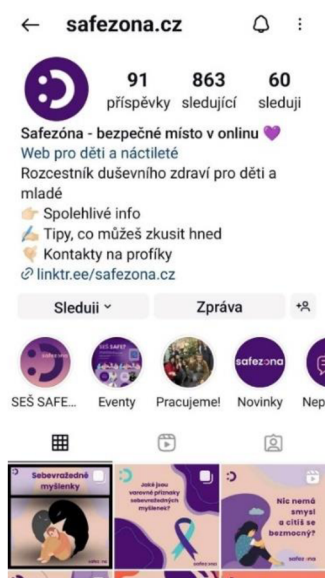 safezona.cz
91 863 60
příspěvky sledující sleduji
Safezóna - bezpečné místo v onlinu
Web pro děti a náctileté
Rozcestník duševního zdraví pro děti a
mladé
Spolehlivé info
Tipy, co můžeš zkusit hned
Kontakty na profíky
linktr.ee/safezona.cz
Sleduji Zpráva
safezona
SEŠ SAFE?
safezona
SEŠ SAFE... Eventy Pracujeme! Novinky Nep
Sebevražedné
myšlenky
Jaké jsou
varovné příznaky
sebevražedných
myšlenek?
safezona
Nic nemá
smysl
a cítíš se
bezmocný?
safezona